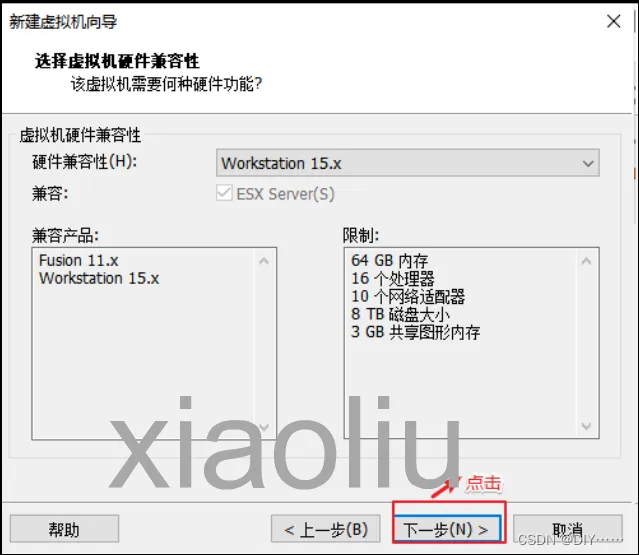 新建虚拟机向导
选择虚拟机硬件兼容性
该虚拟机需要何种硬件功能?
虚拟机硬件兼容性
硬件兼容性(H):
Workstation 15.x
兼容:
ESX Server(S)
兼容产品:
限制:
Fusion 11.x
Workstation 15.x
64 GB 内存
16 个处理器
10 个网络适配器
8 TB 磁盘大小
3 GB 共享图形内存
xiaoliu
点击
帮助
< 上一步(B)
下一步(N) >
取消
CSDN @DIY······